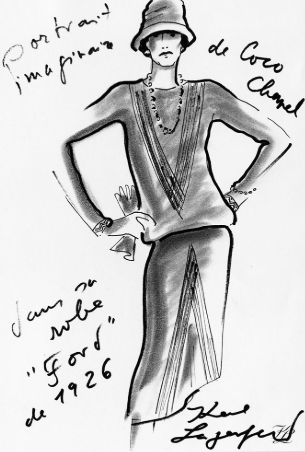 Portrait
imaginaire
de Coco
Chanel
dans sa
robe
"Ford"
de 1926
Karl
Lagerfeld